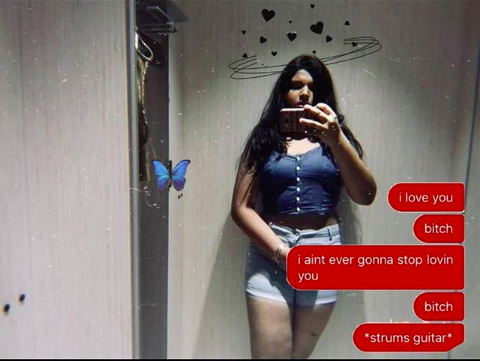 i love you
bitch
i aint ever gonna stop lovin
you
bitch
*strums guitar*